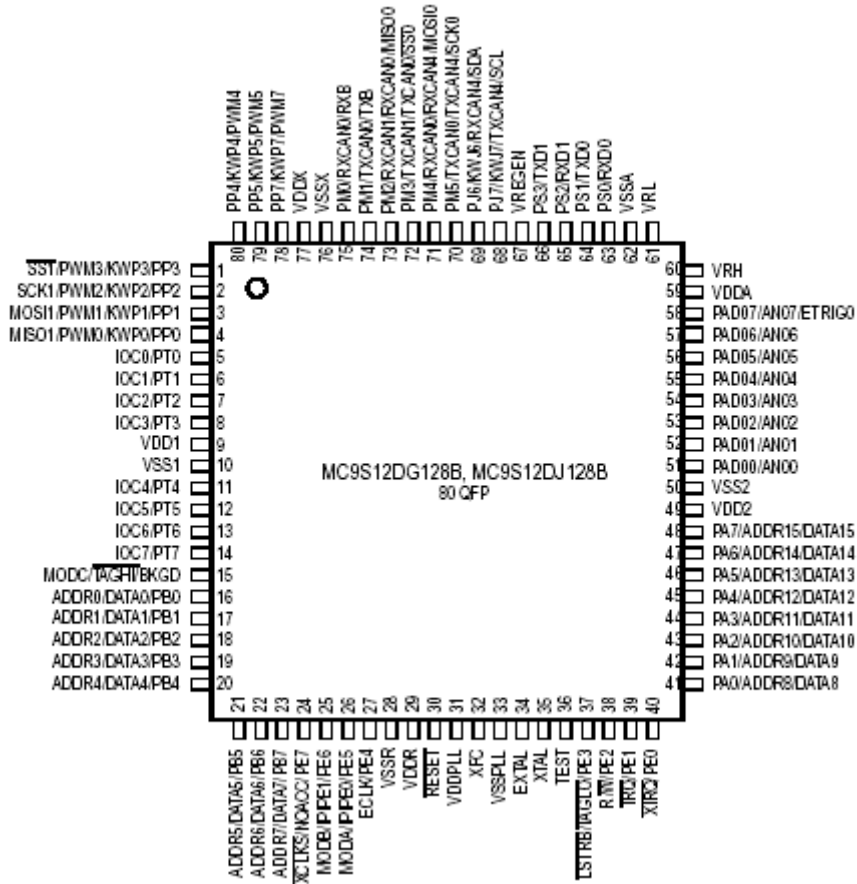 PP4/KWP4/PWM4
PP5/KWP5/PWM5
PP7/KWP7/PWM7
VDDX
VSSX
PM0/RXCAN0/RXB
PM1/TXCAN0/TXB
PM2/RXCAN1/RXCAN0/MISO0
PM3/TXCAN1/TXCAN0/SS0
PM4/RXCAN0/RXCAN4/MOSI0
PM5/TXCAN0/TXCAN4/SCK0
PJ6/KWJ6/RXCAN4/SDA
PJ7/KWJ7/TXCAN4/SCL
VREGEN
PS3/TXD1
PS2/RXD1
PS1/TXD0
PS0/RXD0
VSSA
VRL
80 79 78 77 76 75 74 73 72 71 70 69 68 67 66 65 64 63 62 61
SS1/PWM3/KWP3/PP3 1
SCK1/PWM2/KWP2/PP2 2
MOSI1/PWM1/KWP1/PP1 3
MISO1/PWM0/KWP0/PP0 4
IOC0/PT0 5
IOC1/PT1 6
IOC2/PT2 7
IOC3/PT3 8
VDD1 9
VSS1 10
IOC4/PT4 11
IOC5/PT5 12
IOC6/PT6 13
IOC7/PT7 14
MODC/TAGHI/BKGD 15
ADDR0/DATA0/PB0 16
ADDR1/DATA1/PB1 17
ADDR2/DATA2/PB2 18
ADDR3/DATA3/PB3 19
ADDR4/DATA4/PB4 20
MC9S12DG128B, MC9S12DJ128B
80 QFP
60 VRH
59 VDDA
58 PAD07/AN07/ETRIG0
57 PAD06/AN06
56 PAD05/AN05
55 PAD04/AN04
54 PAD03/AN03
53 PAD02/AN02
52 PAD01/AN01
51 PAD00/AN00
50 VSS2
49 VDD2
48 PA7/ADDR15/DATA15
47 PA6/ADDR14/DATA14
46 PA5/ADDR13/DATA13
45 PA4/ADDR12/DATA12
44 PA3/ADDR11/DATA11
43 PA2/ADDR10/DATA10
42 PA1/ADDR9/DATA9
41 PA0/ADDR8/DATA8
21 22 23 24 25 26 27 28 29 30 31 32 33 34 35 36 37 38 39 40
ADDR5/DATA5/PB5
ADDR6/DATA6/PB6
ADDR7/DATA7/PB7
XCLKS/NOACC/PE7
MODB/IPIPE1/PE6
MODA/IPIPE0/PE5
ECLK/PE4
VSSR
VDDR
RESET
VDDPLL
XFC
VSSPLL
EXTAL
XTAL
TEST
LSTRB/TAGLO/PE3
R/W/PE2
IRQ/PE1
XIRQ/PE0